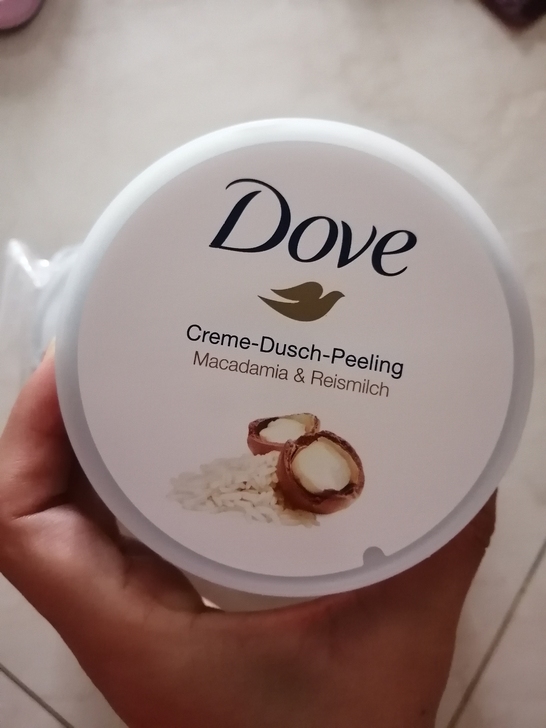 Dove
Creme-Dusch-Peeling
Macadamia & Reismilch